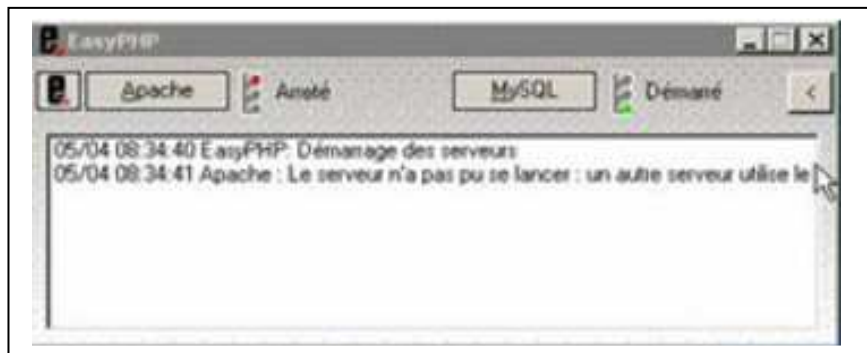 EasyPHP
Apache Arrêté MySQL Démarré <
05/04 08:34:40 EasyPHP: Démarrage des serveurs
05/04 08:34:41 Apache : Le serveur n'a pas pu se lancer : un autre serveur utilise le